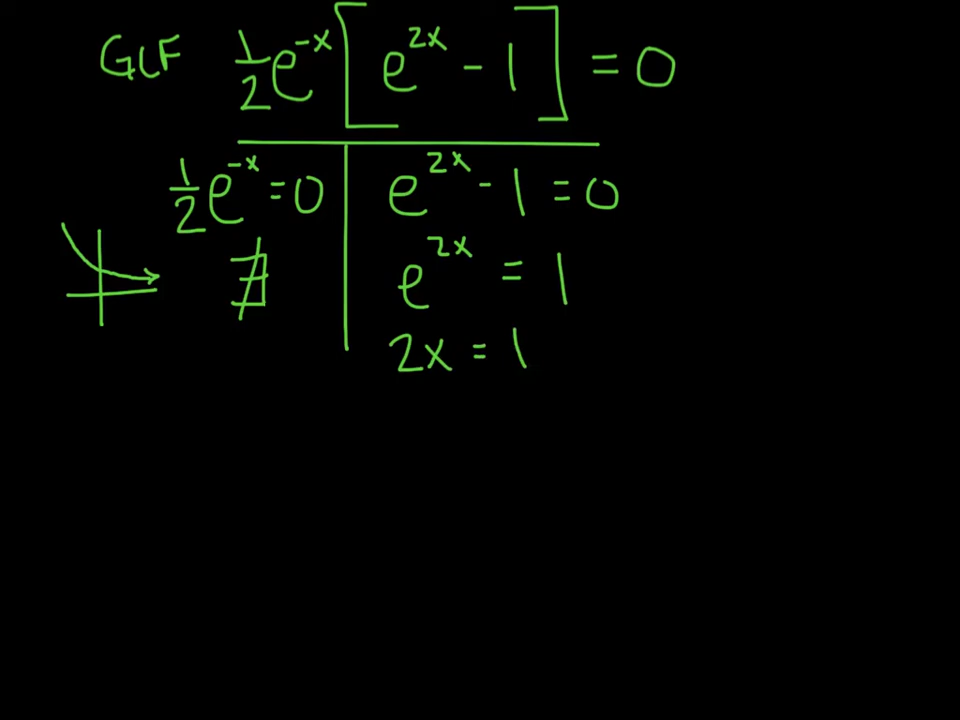 GCF ½e^{-x}[e^{2x} - 1] = 0
½e^{-x} = 0
∄
e^{2x} - 1 = 0
e^{2x} = 1
2x = 1